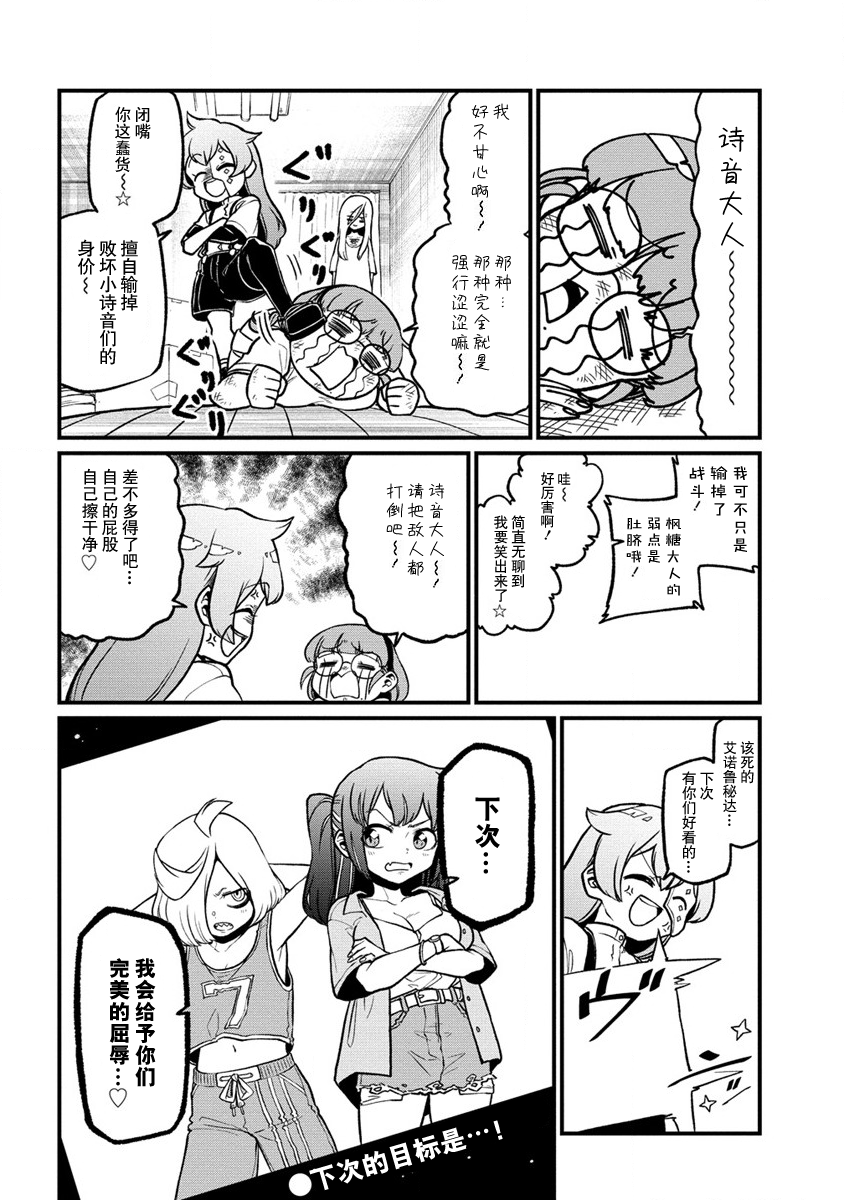 诗音大人～～～～！
我
好不甘心啊～～！
那种…
那种完全就是
强行涩涩嘛～！
闭嘴
你这蠢货～☆
擅自输掉
败坏小诗音们的
身价～
ぐりぐり
ぐりぐり
我可不只是
输掉了
战斗！
枫糖大人的
弱点是
肚脐哦！
哇～
好厉害啊！
简直无聊到
我要笑出来了☆
诗音大人～！
请把敌人都
打倒吧～～！
差不多得了吧…
自己的屁股
自己擦干净♡
该死的
艾诺鲁秘达…
下次
有你们好看的…
ヴ
下次…
我会给予你们
完美的屈辱…♡
7
●下次的目标是…！